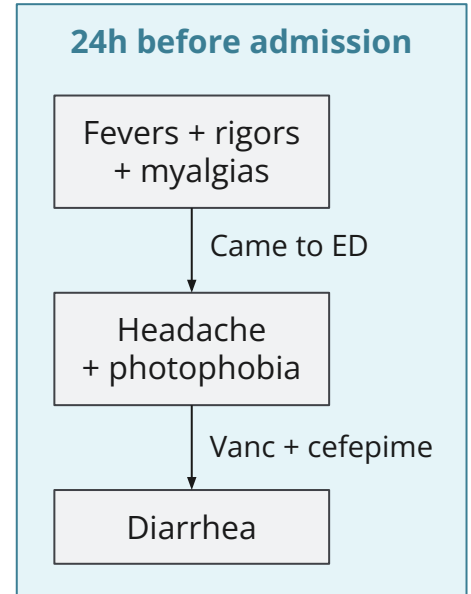 24h before admission
Fevers + rigors
+ myalgias
Came to ED
Headache
+ photophobia
Vanc + cefepime
Diarrhea